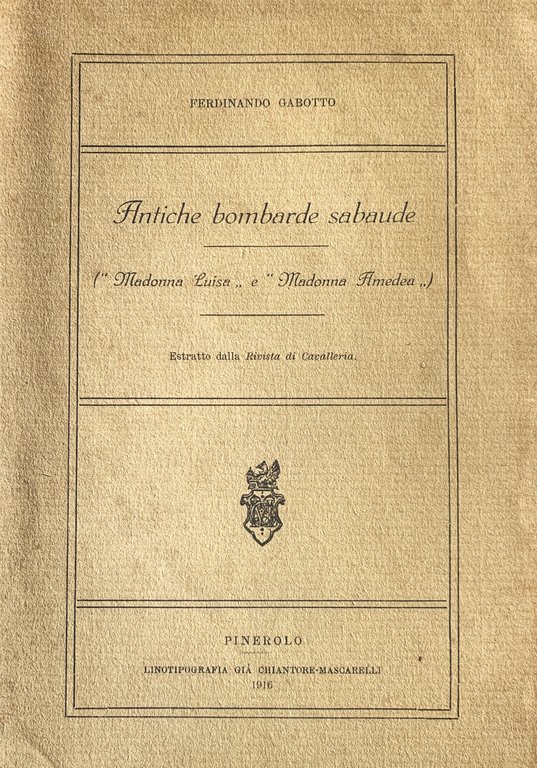 FERDINANDO GABOTTO
Antiche bombarde sabaude
(“ Madonna Luisa „ e “ Madonna Amedea „)
Estratto dalla Rivista di Cavalleria.
PINEROLO
LINOTIPOGRAFIA GIÀ CHIANTORE-MASCARELLI
1916